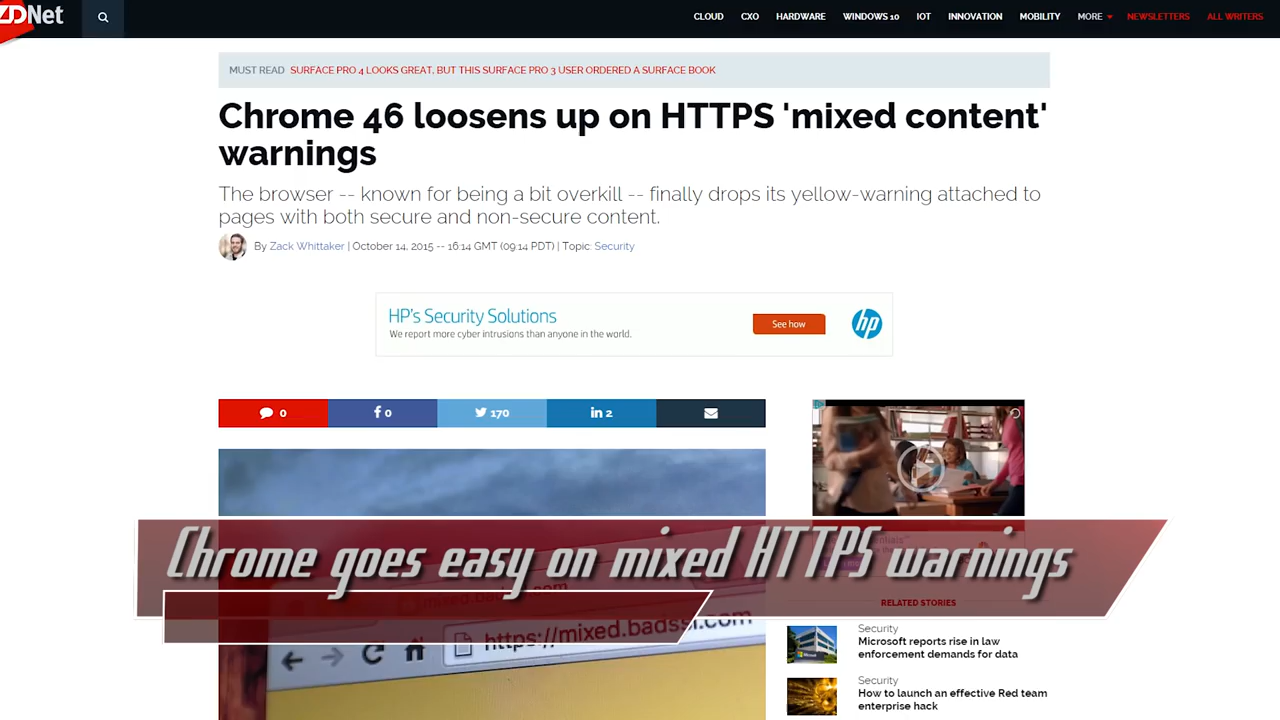 ZDNet
CLOUD CXO HARDWARE WINDOWS 10 IOT INNOVATION MOBILITY MORE NEWSLETTERS ALL WRITERS
MUST READ SURFACE PRO 4 LOOKS GREAT, BUT THIS SURFACE PRO 3 USER ORDERED A SURFACE BOOK
Chrome 46 loosens up on HTTPS 'mixed content'
warnings
The browser -- known for being a bit overkill -- finally drops its yellow-warning attached to
pages with both secure and non-secure content.
By Zack Whittaker | October 14, 2015 -- 16:14 GMT (09:14 PDT) | Topic: Security
HP's Security Solutions
We report more cyber intrusions than anyone in the world.
See how
hp
0
f 0
170
in 2
Chrome goes easy on mixed HTTPS warnings
https://mixed.badssl.com
RELATED STORIES
Security
Microsoft reports rise in law
enforcement demands for data
Security
How to launch an effective Red team
enterprise hack